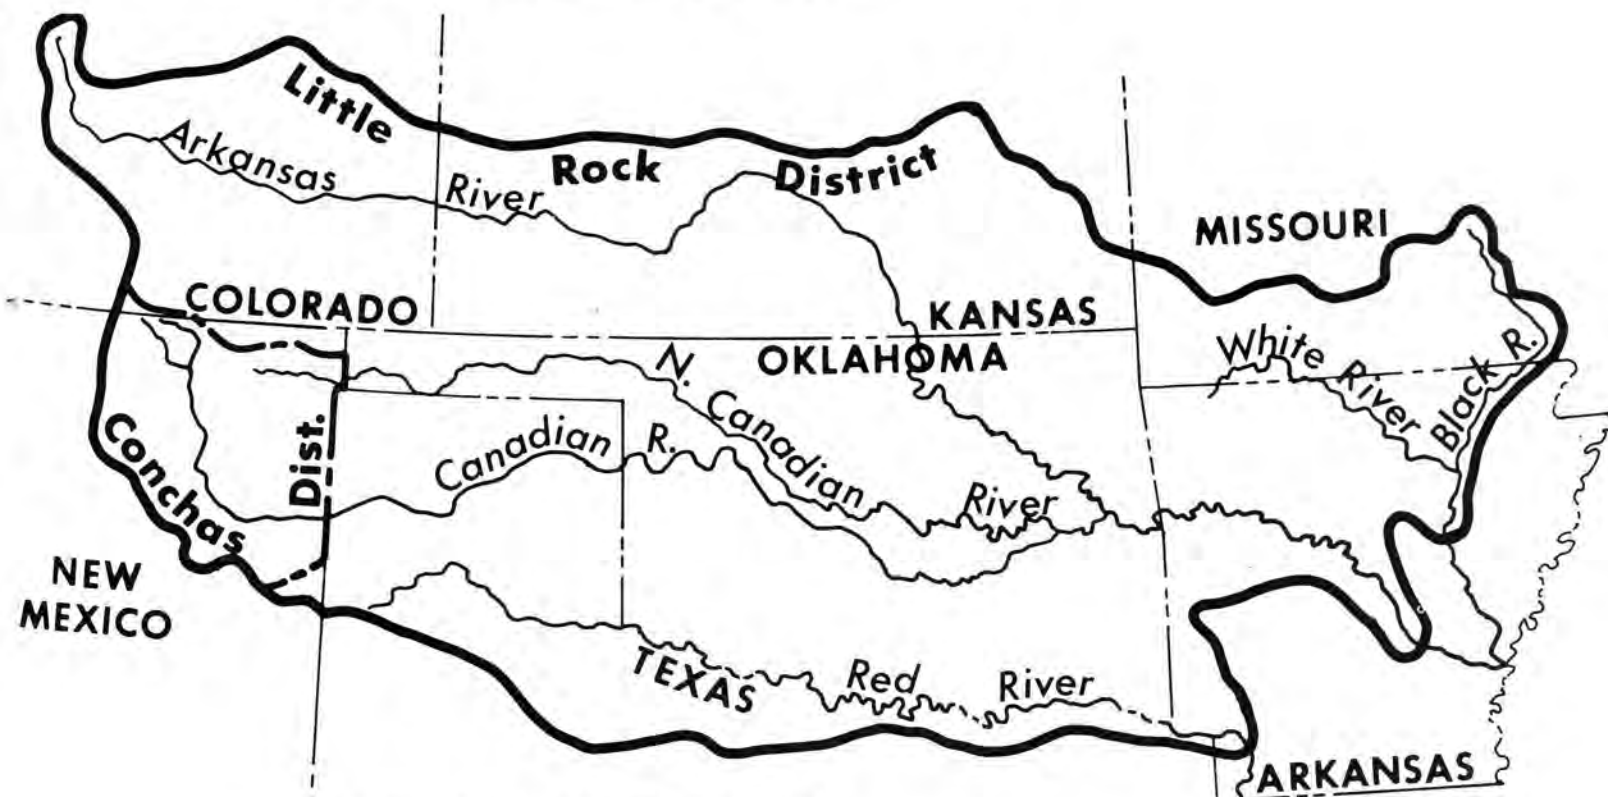 Little Rock District
Arkansas River
MISSOURI
COLORADO
KANSAS
OKLAHOMA
White River
Black R.
N. Canadian River
Canadian R.
Conchas Dist.
NEW MEXICO
TEXAS
Red River
ARKANSAS